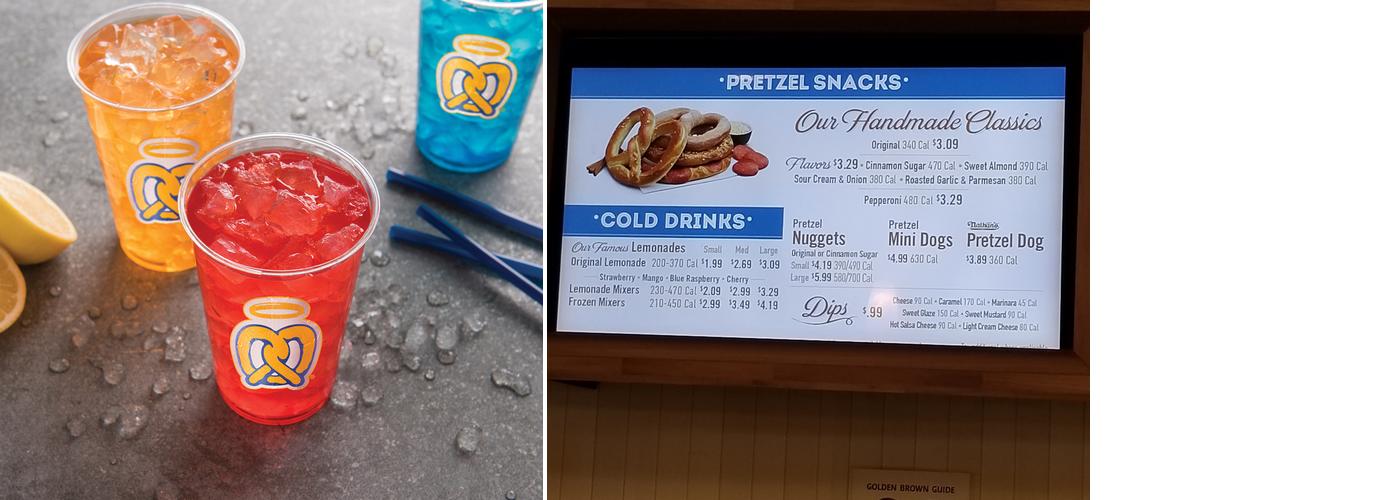 ·PRETZEL SNACKS·
Our Handmade Classics
Original 340 Cal $3.09
Flavors $3.29 • Cinnamon Sugar 470 Cal • Sweet Almond 390 Cal
Sour Cream & Onion 380 Cal • Roasted Garlic & Parmesan 380 Cal
Pepperoni 480 Cal $3.29
·COLD DRINKS·
Our Famous Lemonades Small Med Large
Original Lemonade 200-370 Cal $1.99 $2.69 $3.09
Strawberry • Mango • Blue Raspberry • Cherry
Lemonade Mixers 230-470 Cal $2.09 $2.99 $3.29
Frozen Mixers 210-450 Cal $2.99 $3.49 $4.19
Pretzel
Nuggets
Original or Cinnamon Sugar
Small $4.19 390/490 Cal
Large $5.99 580/700 Cal
Pretzel
Mini Dogs
$4.99 630 Cal
Nathan's
Pretzel Dog
$3.89 360 Cal
Dips $.99
Cheese 90 Cal • Caramel 170 Cal • Marinara 45 Cal
Sweet Glaze 150 Cal • Sweet Mustard 90 Cal
Hot Salsa Cheese 90 Cal • Light Cream Cheese 80 Cal
GOLDEN BROWN GUIDE